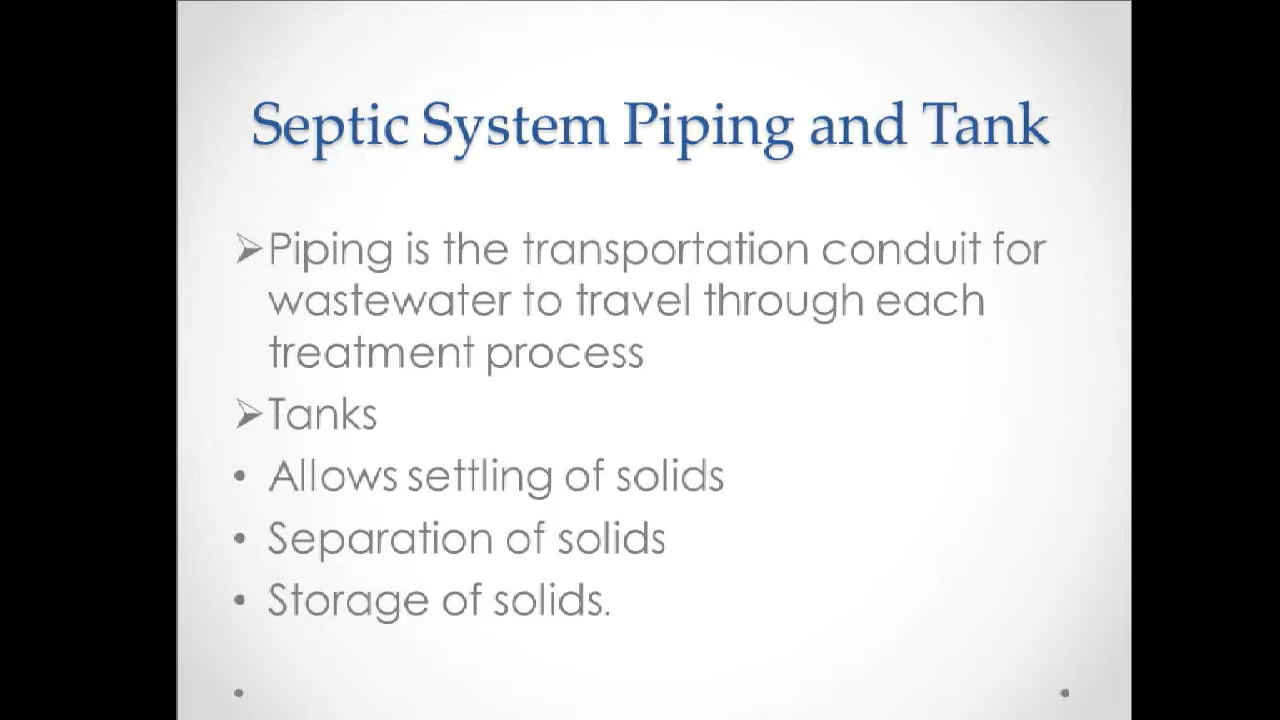 Septic System Piping and Tank
➢Piping is the transportation conduit for
wastewater to travel through each
treatment process
➢Tanks
• Allows settling of solids
• Separation of solids
• Storage of solids.